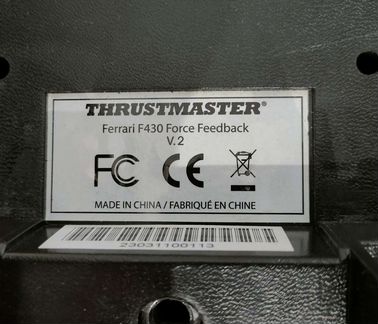 THRUSTMASTER®
Ferrari F430 Force Feedback
V.2
FC CE
MADE IN CHINA / FABRIQUÉ EN CHINE
23031100113